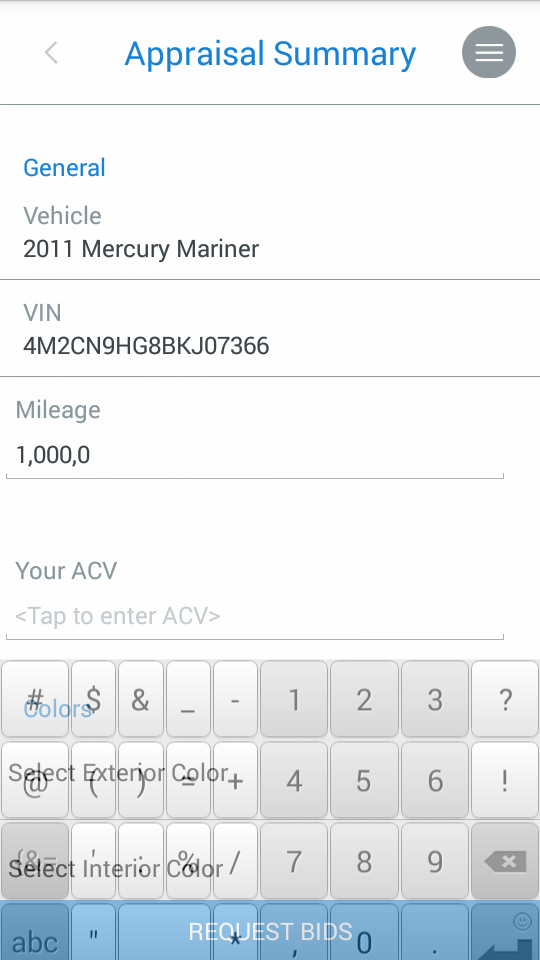 Appraisal Summary
General
Vehicle
2011 Mercury Mariner
VIN
4M2CN9HG8BKJ07366
Mileage
1,000,0
Your ACV
<Tap to enter ACV>
# $ & _ - 1 2 3 ?
Colors
@ ( ) = + 4 5 6 !
Select Exterior Color
(&= ' : % / 7 8 9
Select Interior Color
REQUEST BIDS
abc " * , 0 .